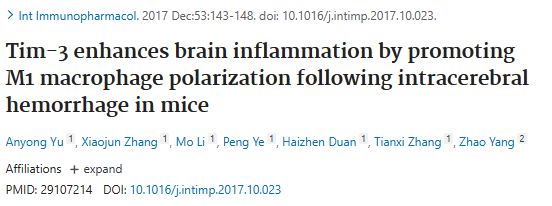 > Int Immunopharmacol. 2017 Dec:53:143-148. doi: 10.1016/j.intimp.2017.10.023.
Tim-3 enhances brain inflammation by promoting
M1 macrophage polarization following intracerebral
hemorrhage in mice
Anyong Yu 1, Xiaojun Zhang 1, Mo Li 1, Peng Ye 1, Haizhen Duan 1, Tianxi Zhang 1, Zhao Yang 2
Affiliations + expand
PMID: 29107214 DOI: 10.1016/j.intimp.2017.10.023